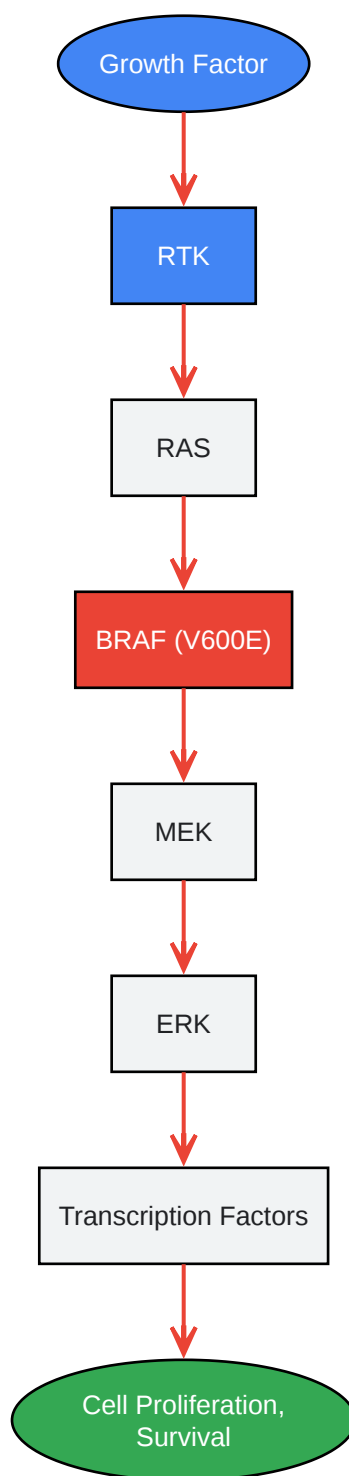 Growth Factor
RTK
RAS
BRAF (V600E)
MEK
ERK
Transcription Factors
Cell Proliferation,
Survival